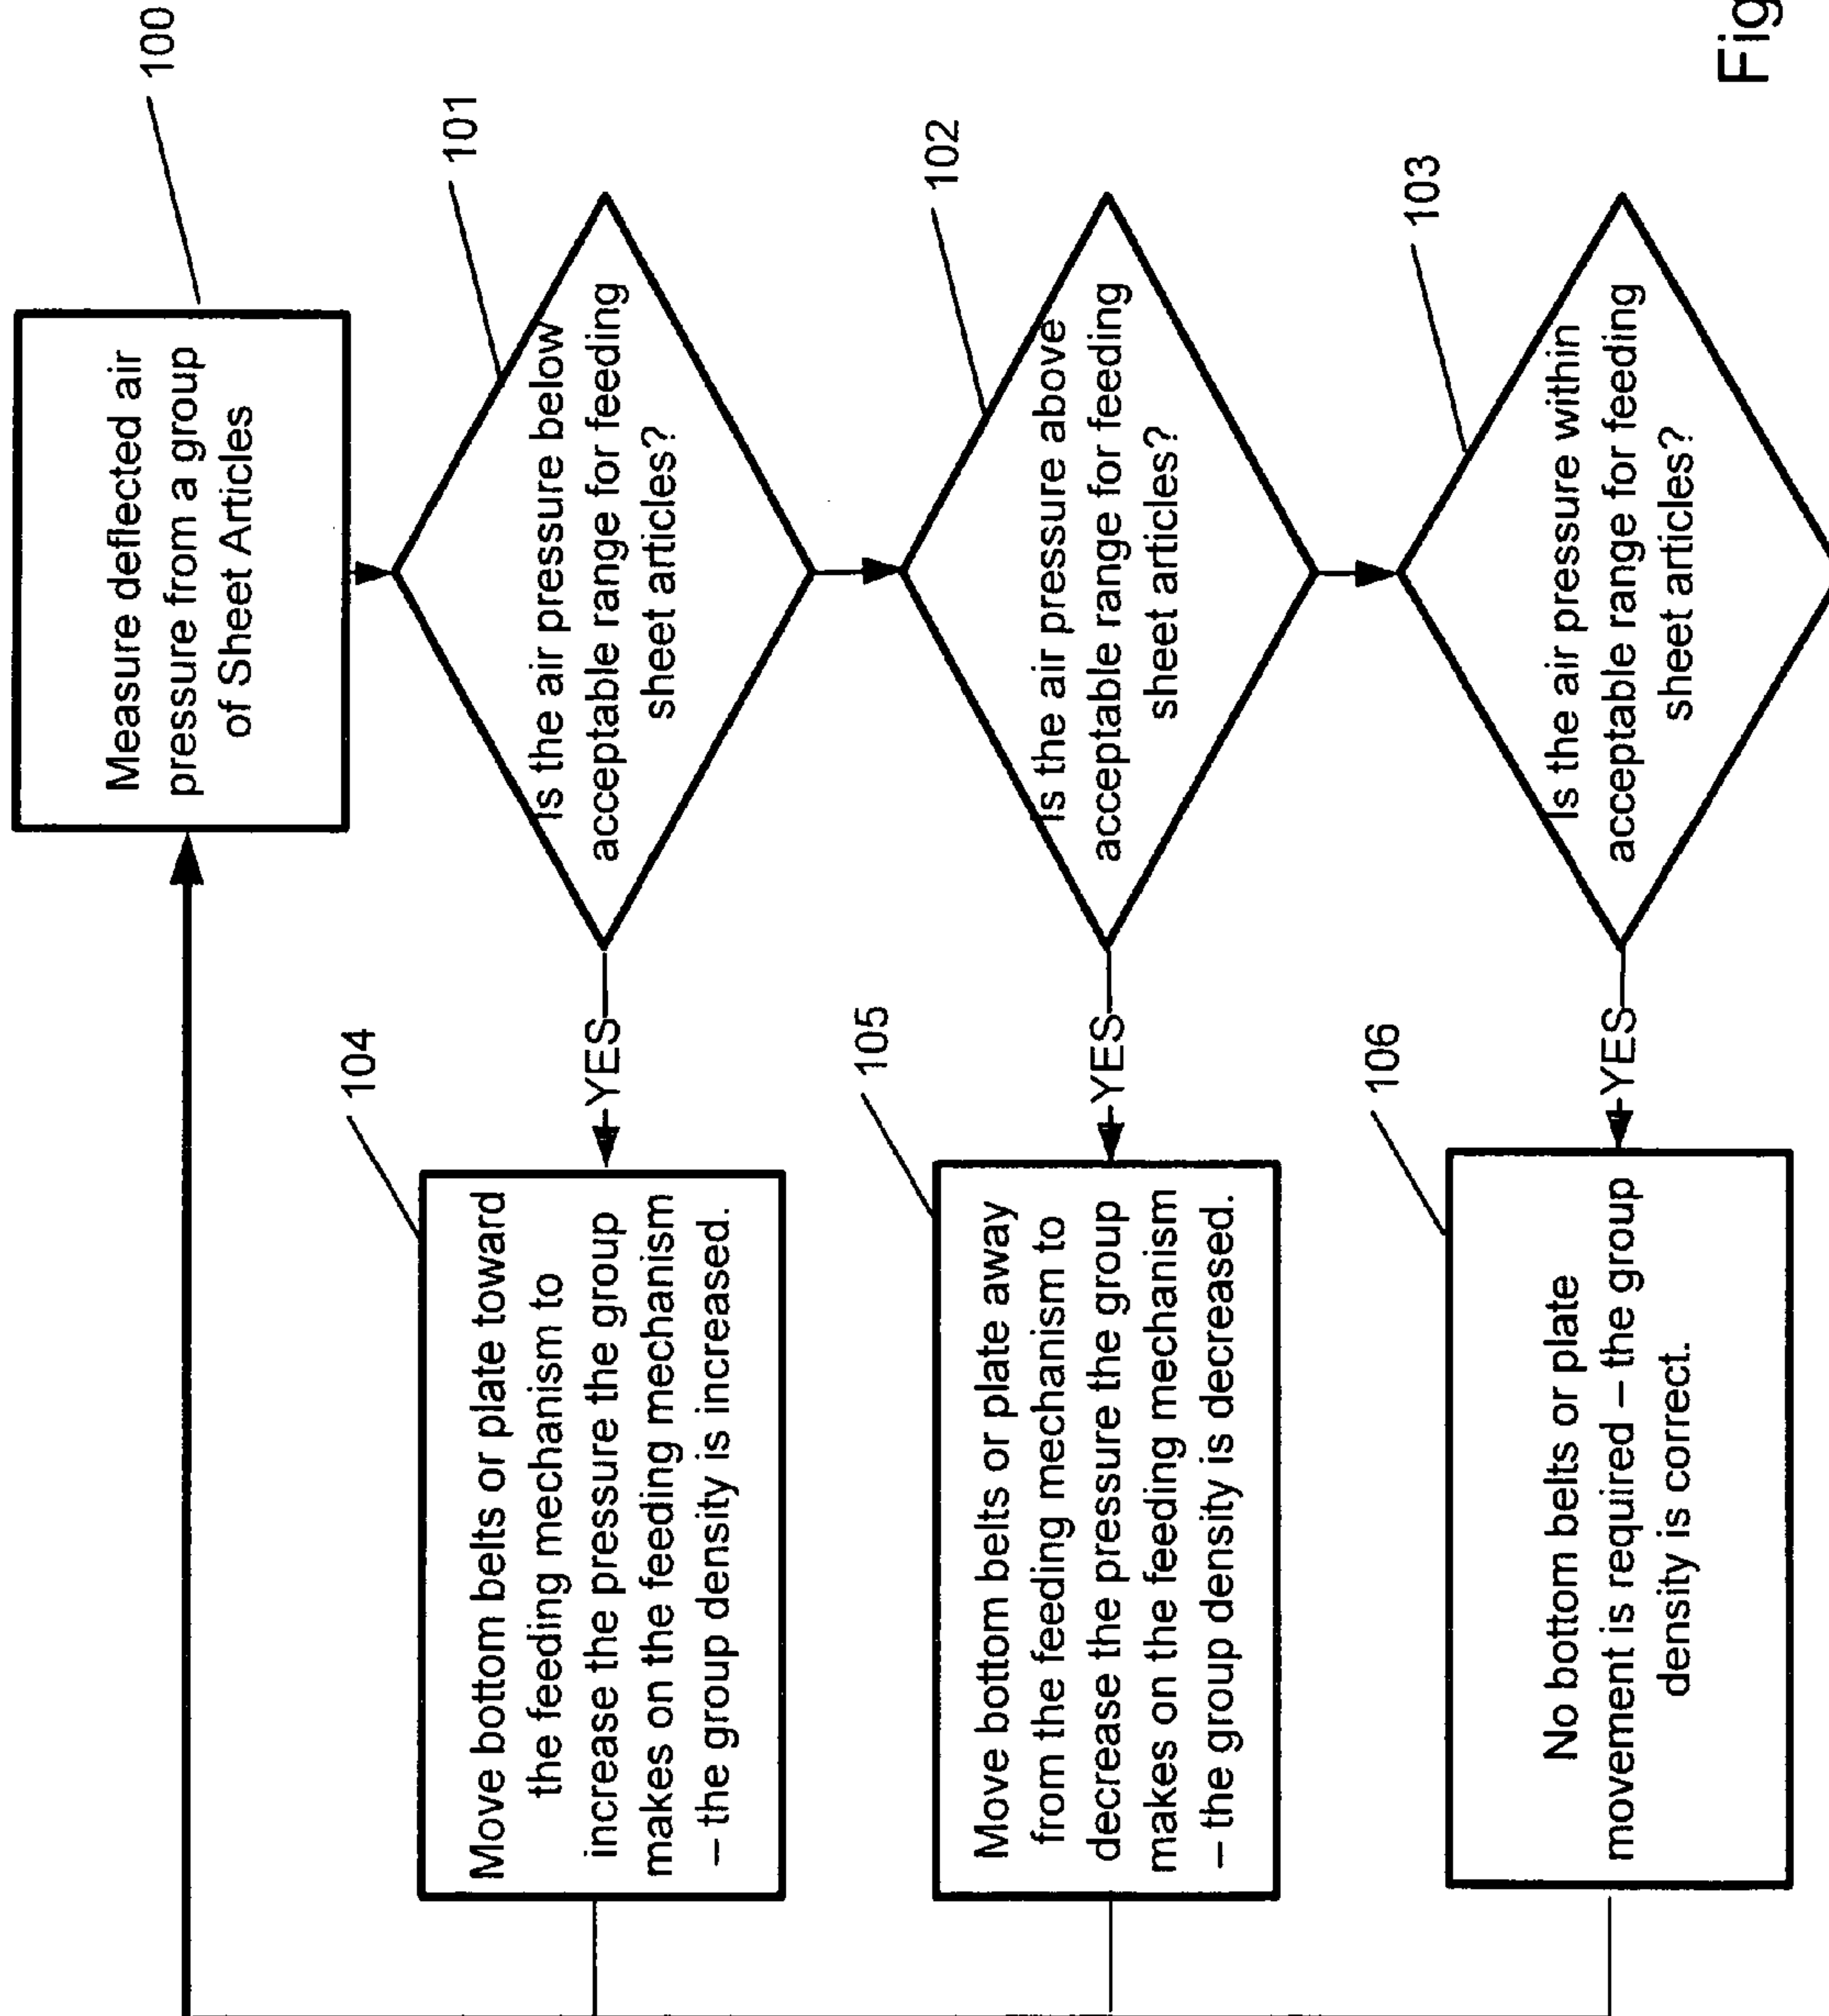 100
Measure deflected air
pressure from a group
of Sheet Articles
101
Is the air pressure below
acceptable range for feeding
sheet articles?
YES
104
Move bottom belts or plate toward
the feeding mechanism to
increase the pressure the group
makes on the feeding mechanism
– the group density is increased.
102
Is the air pressure above
acceptable range for feeding
sheet articles?
YES
105
Move bottom belts or plate away
from the feeding mechanism to
decrease the pressure the group
makes on the feeding mechanism
– the group density is decreased.
103
Is the air pressure within
acceptable range for feeding
sheet articles?
YES
106
No bottom belts or plate
movement is required – the group
density is correct.
Fig